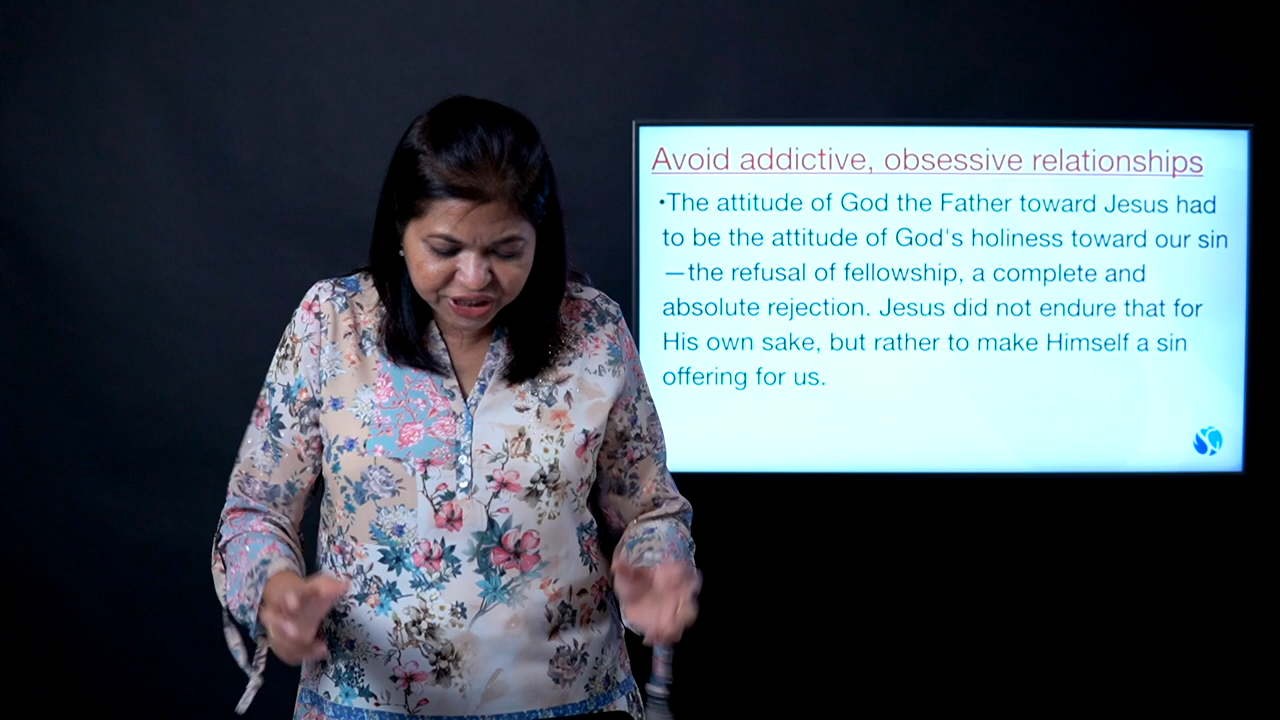 Avoid addictive, obsessive relationships
•The attitude of God the Father toward Jesus had
to be the attitude of God's holiness toward our sin
—the refusal of fellowship, a complete and
absolute rejection. Jesus did not endure that for
His own sake, but rather to make Himself a sin
offering for us.